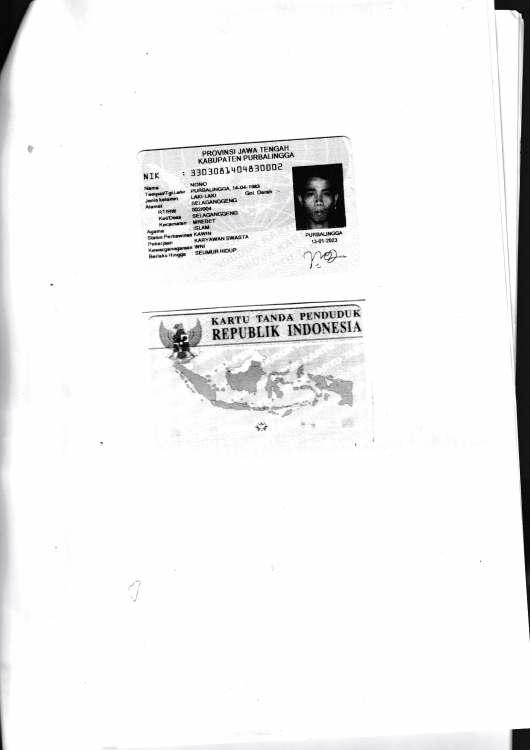 PROVINSI JAWA TENGAH
KABUPATEN PURBALINGGA
NIK : 3303081404830002
Nama : NONO
Tempat/Tgl Lahir : PURBALINGGA, 14-04-1983
Jenis kelamin : LAKI-LAKI Gol. Darah :
Alamat : SELAGANGGENG
RT/RW : 002/004
Kel/Desa : SELAGANGGENG
Kecamatan : MREBET
Agama : ISLAM
Status Perkawinan: KAWIN
Pekerjaan : KARYAWAN SWASTA
Kewarganegaraan: WNI
Berlaku Hingga : SEUMUR HIDUP
PURBALINGGA
13-01-2023
KARTU TANDA PENDUDUK
REPUBLIK INDONESIA